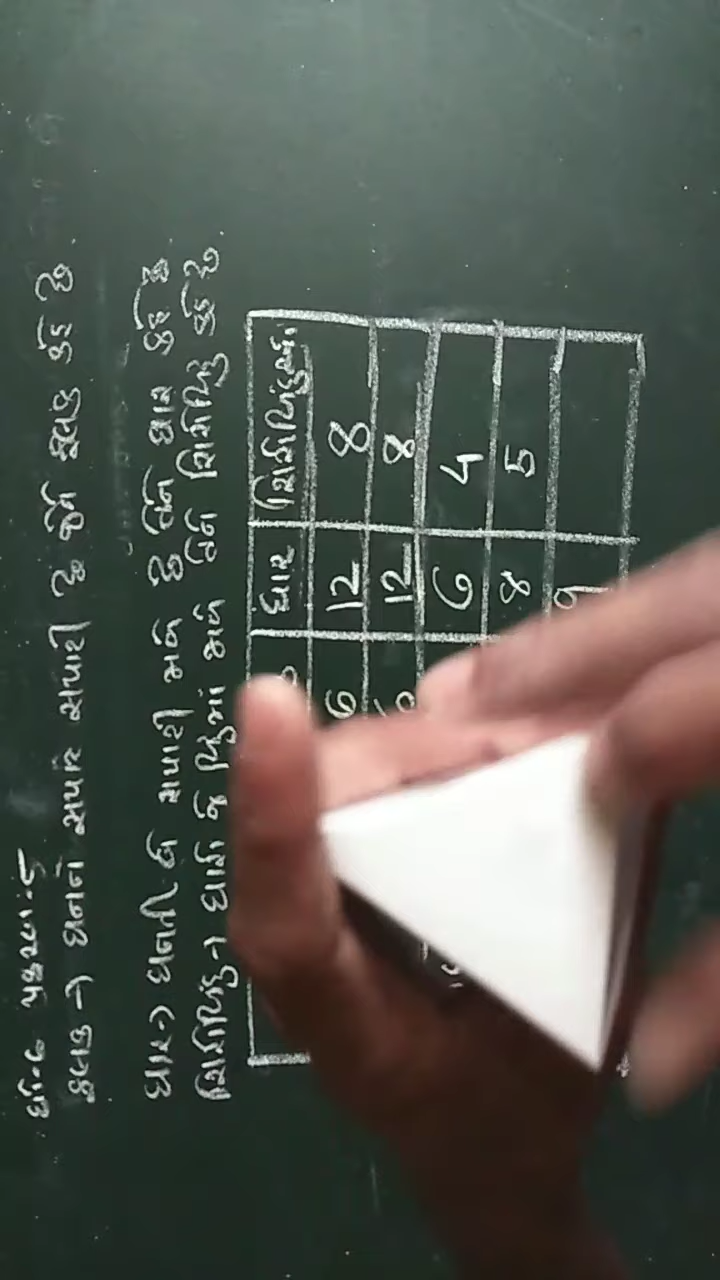 ધો-૮ પ્રકરણ:-૬
ફલક → ઘનને સપાટ સપાટી છે જેને ફલક કહે છે.
ધાર → ઘનની બે સપાટી મળે છે તેને ધાર કહે છે
શિરોબિંદુ → ધારો જે બિંદુમાં મળે તેને શિરોબિંદુ કહે છે.
ધાર શિરોબિંદુ
6 12 8
12 8
6 4
8 5
9